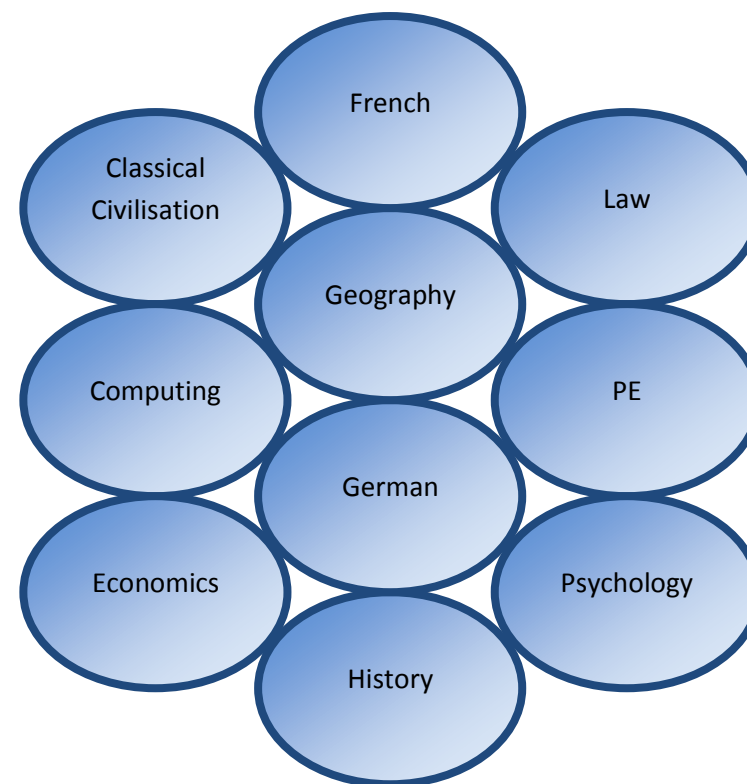 French
Classical
Civilisation
Law
Geography
Computing
PE
German
Economics
Psychology
History